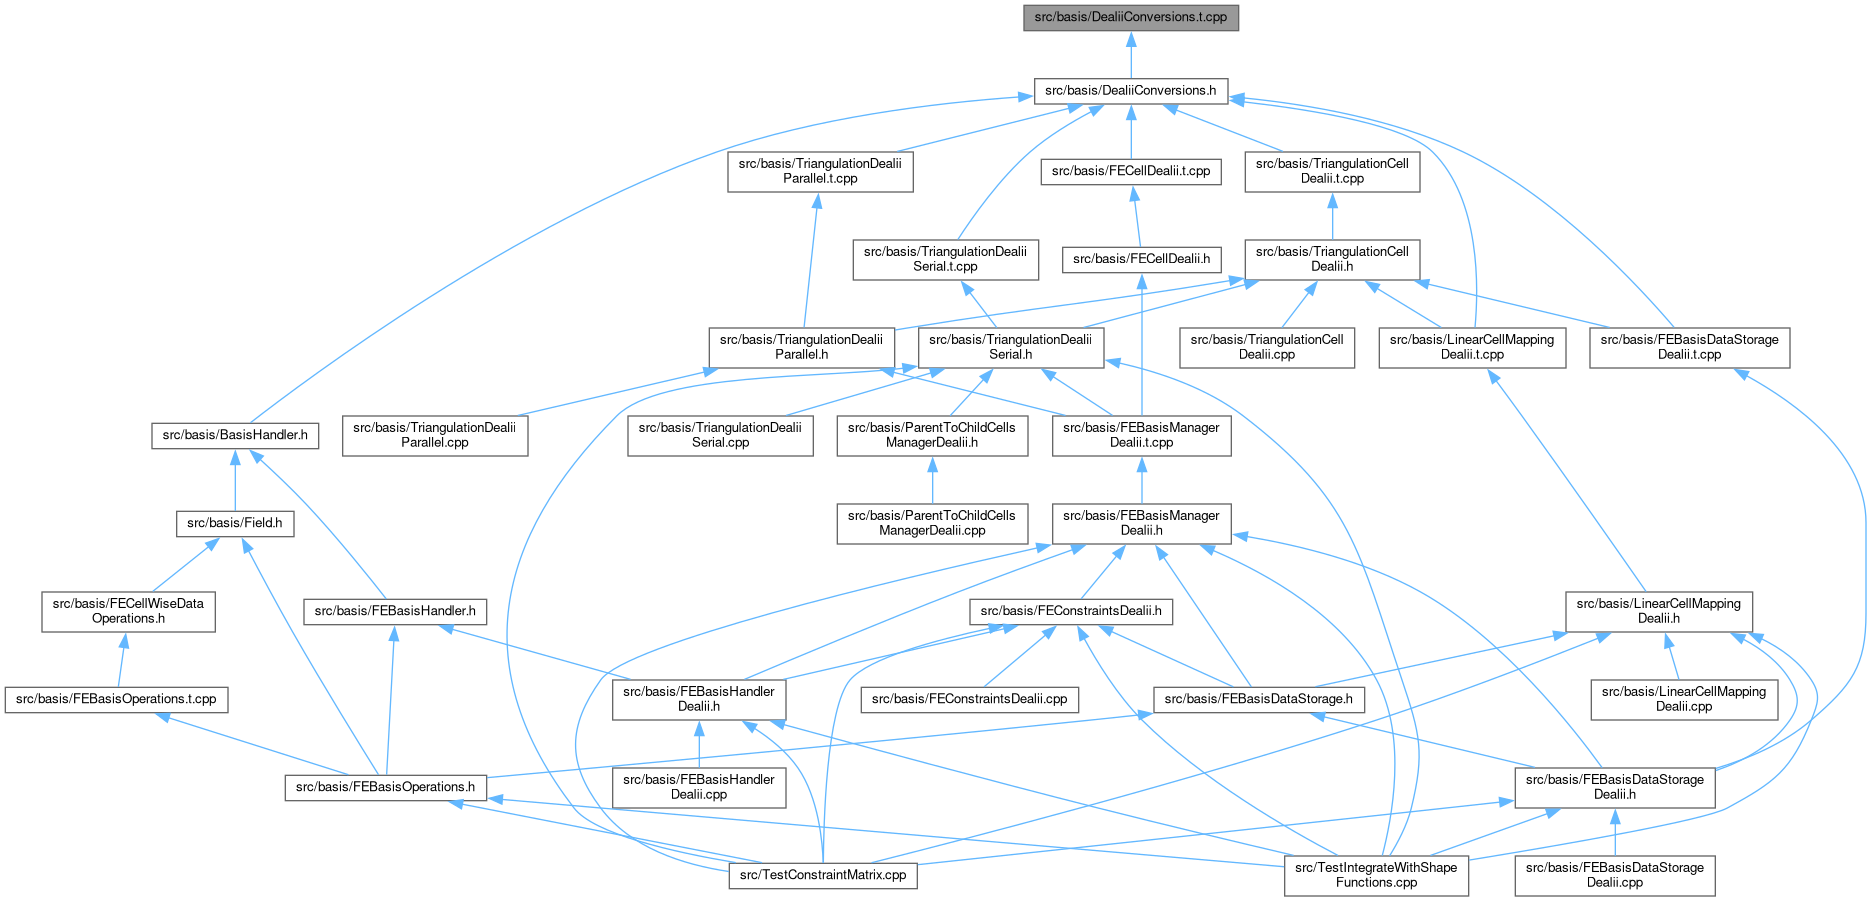 src/basis/DealiiConversions.t.cpp
src/basis/DealiiConversions.h
src/basis/TriangulationDealii
Parallel.t.cpp
src/basis/FECellDealii.t.cpp
src/basis/TriangulationCell
Dealii.t.cpp
src/basis/TriangulationDealii
Serial.t.cpp
src/basis/FECellDealii.h
src/basis/TriangulationCell
Dealii.h
src/basis/TriangulationDealii
Parallel.h
src/basis/TriangulationDealii
Serial.h
src/basis/TriangulationCell
Dealii.cpp
src/basis/LinearCellMapping
Dealii.t.cpp
src/basis/FEBasisDataStorage
Dealii.t.cpp
src/basis/BasisHandler.h
src/basis/TriangulationDealii
Parallel.cpp
src/basis/TriangulationDealii
Serial.cpp
src/basis/ParentToChildCells
ManagerDealii.h
src/basis/FEBasisManager
Dealii.t.cpp
src/basis/Field.h
src/basis/ParentToChildCells
ManagerDealii.cpp
src/basis/FEBasisManager
Dealii.h
src/basis/FECellWiseData
Operations.h
src/basis/FEBasisHandler.h
src/basis/FEConstraintsDealii.h
src/basis/LinearCellMapping
Dealii.h
src/basis/FEBasisOperations.t.cpp
src/basis/FEBasisHandler
Dealii.h
src/basis/FEConstraintsDealii.cpp
src/basis/FEBasisDataStorage.h
src/basis/LinearCellMapping
Dealii.cpp
src/basis/FEBasisOperations.h
src/basis/FEBasisHandler
Dealii.cpp
src/basis/FEBasisDataStorage
Dealii.h
src/TestConstraintMatrix.cpp
src/TestIntegrateWithShape
Functions.cpp
src/basis/FEBasisDataStorage
Dealii.cpp